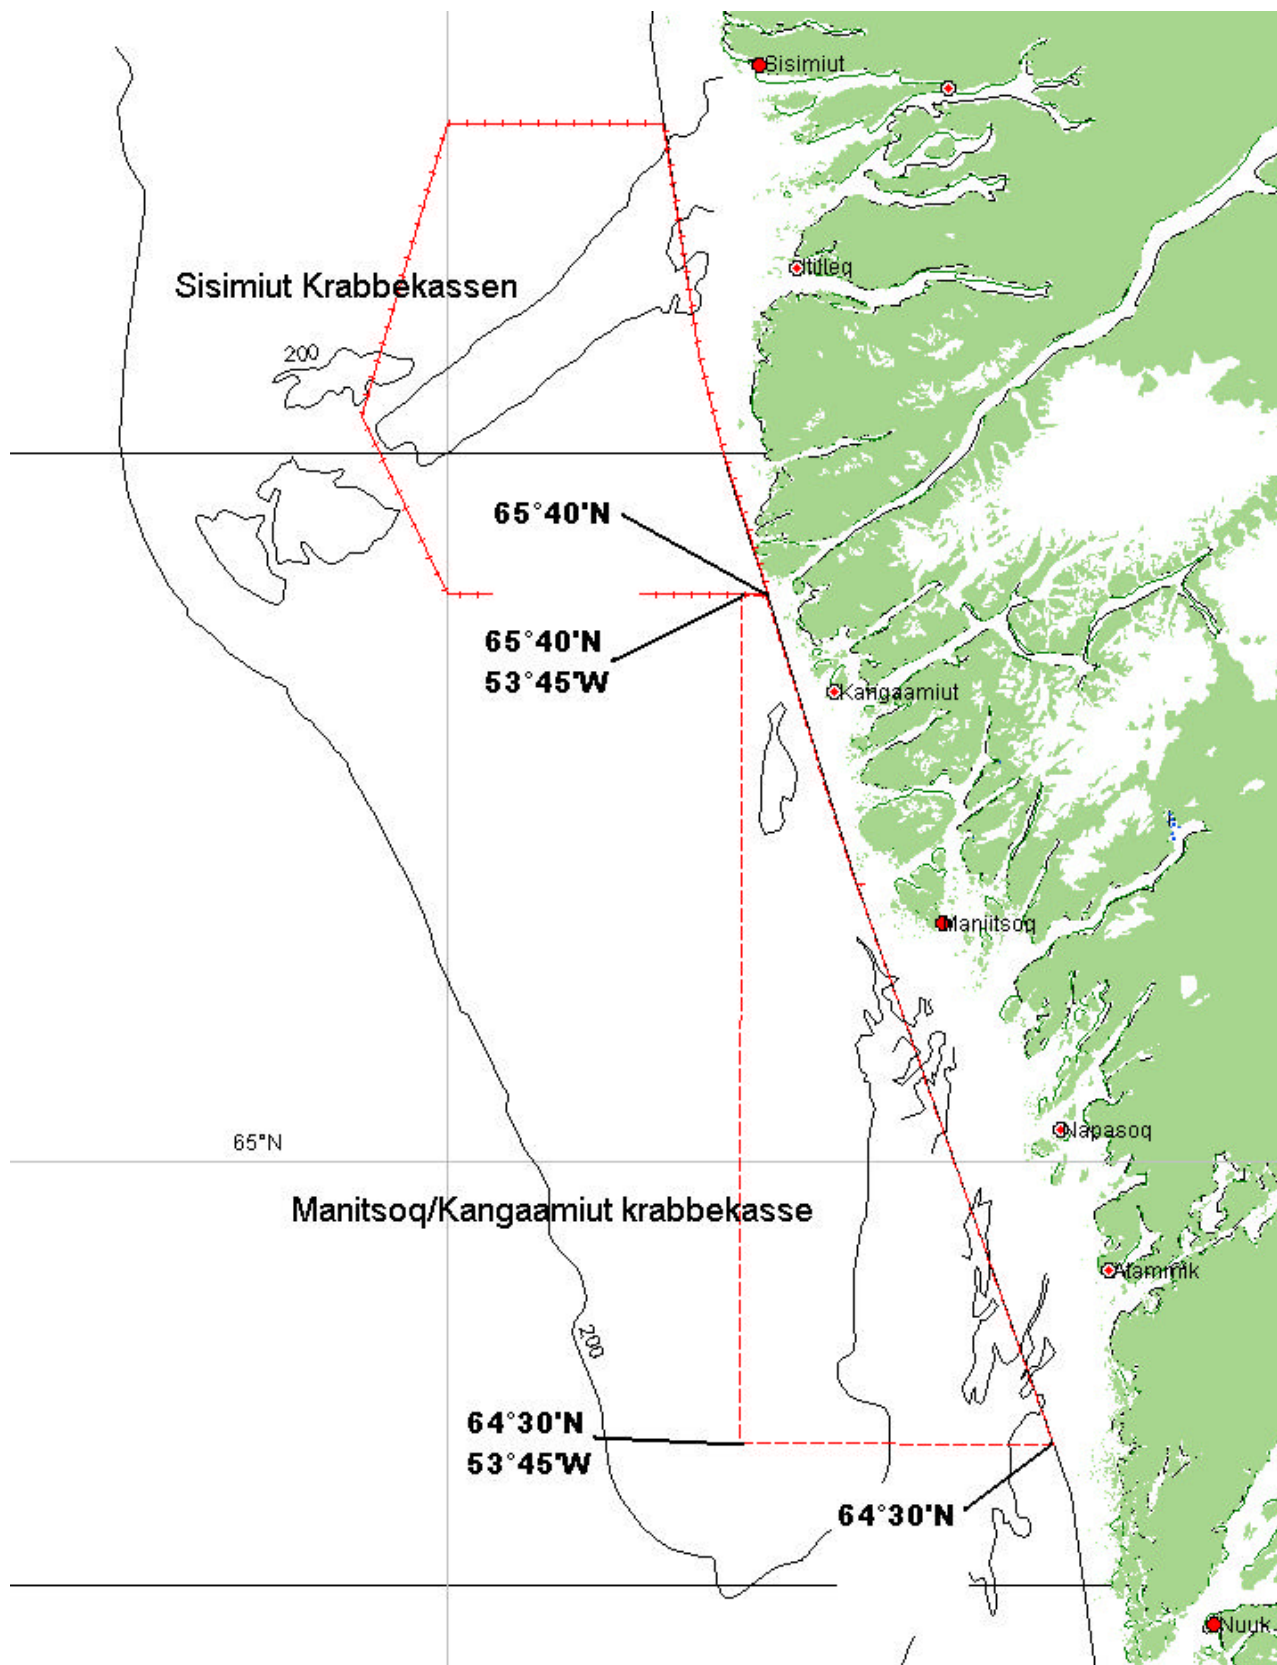 Sisimiut
Itilleq
Sisimiut Krabbekassen
200
65°40'N
65°40'N
53°45'W
Kangaamiut
Maniitsoq
Napasoq
65°N
Manitsoq/Kangaamiut krabbekasse
Atammik
200
64°30'N
53°45'W
64°30'N
Nuuk